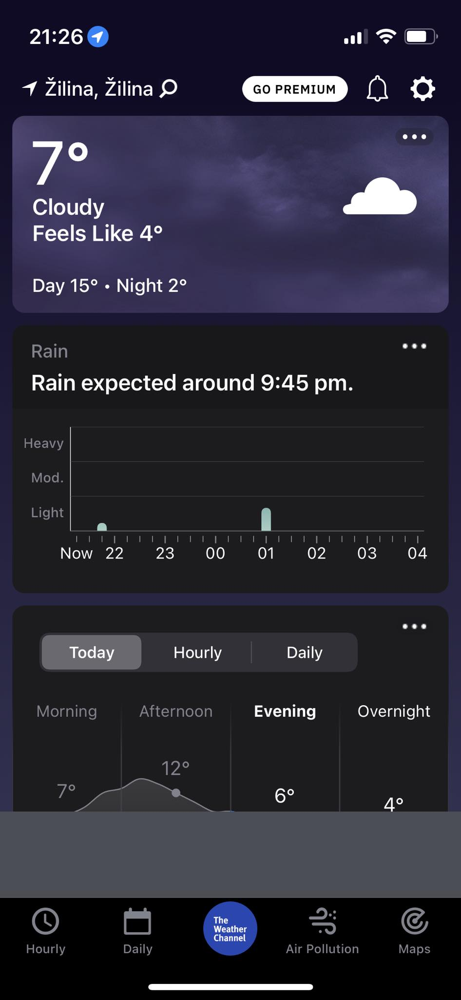 21:26
Žilina, Žilina
GO PREMIUM
7°
Cloudy
Feels Like 4°
Day 15° • Night 2°
Rain
Rain expected around 9:45 pm.
Heavy
Mod.
Light
Now 22 23 00 01 02 03 04
Today Hourly Daily
Morning Afternoon Evening Overnight
7° 12° 6° 4°
The
Weather
Channel
Hourly Daily Air Pollution Maps